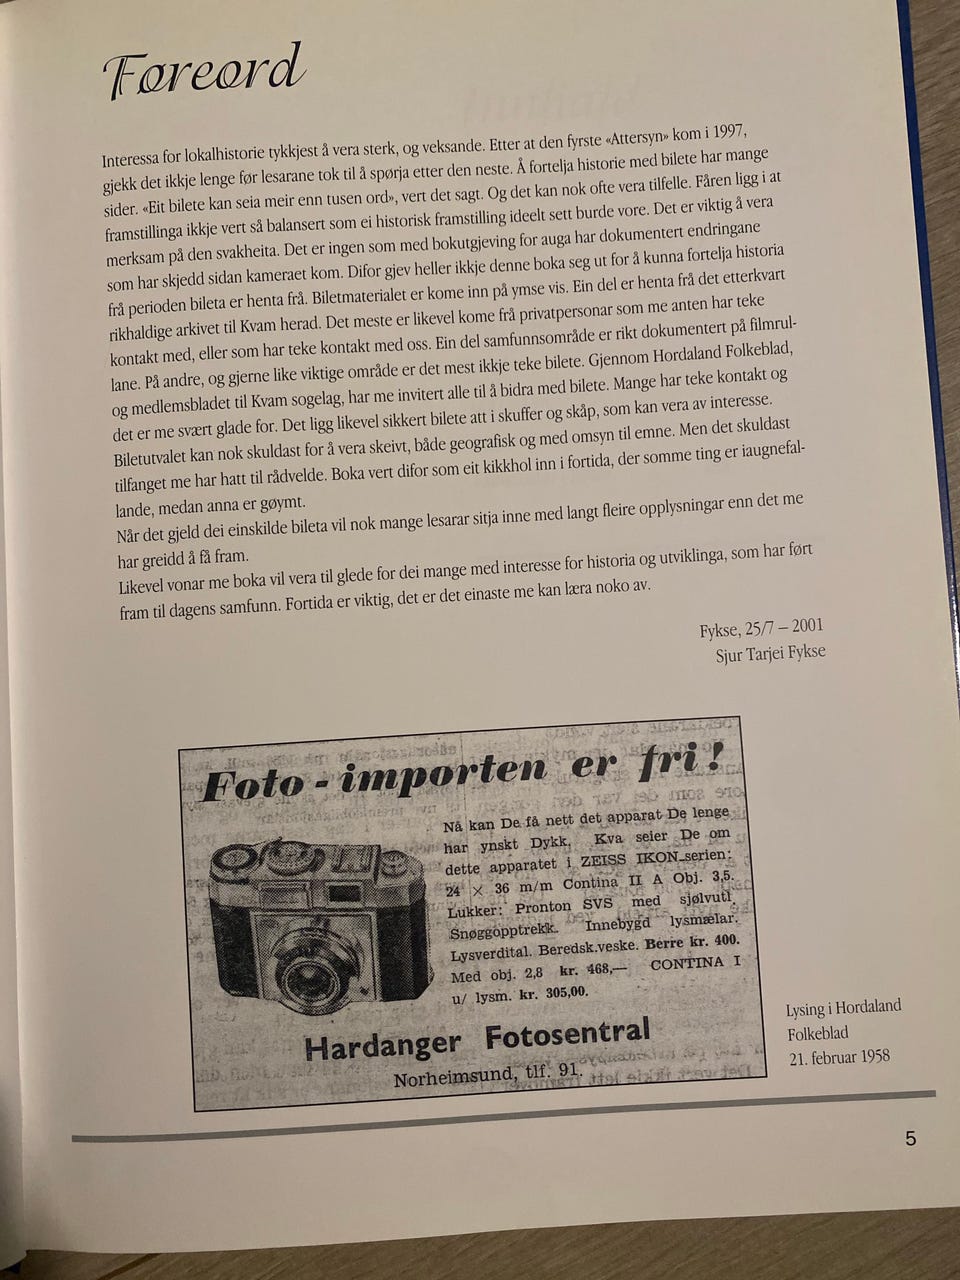 Føreord
Interessa for lokalhistorie tykkjest å vera sterk, og veksande. Etter at den fyrste «Attersyn» kom i 1997,
gjekk det ikkje lenge før lesarane tok til å spørja etter den neste. Å fortelja historie med bilete har mange
sider. «Eit bilete kan seia meir enn tusen ord», vert det sagt. Og det kan nok ofte vera tilfelle. Fåren ligg i at
framstillinga ikkje vert så balansert som ei historisk framstilling ideelt sett burde vore. Det er viktig å vera
merksam på den svakheita. Det er ingen som med bokutgjeving for auga har dokumentert endringane
som har skjedd sidan kameraet kom. Difor gjev heller ikkje denne boka seg ut for å kunna fortelja historia
frå perioden bileta er henta frå. Biletmaterialet er kome inn på ymse vis. Ein del er henta frå det etterkvart
rikhaldige arkivet til Kvam herad. Det meste er likevel kome frå privatpersonar som me anten har teke
kontakt med, eller som har teke kontakt med oss. Ein del samfunnsområde er rikt dokumentert på filmrul-
lane. På andre, og gjerne like viktige område er det mest ikkje teke bilete. Gjennom Hordaland Folkeblad,
og medlemsbladet til Kvam sogelag, har me invitert alle til å bidra med bilete. Mange har teke kontakt og
det er me svært glade for. Det ligg likevel sikkert bilete att i skuffer og skåp, som kan vera av interesse.
Biletutvalet kan nok skuldast for å vera skeivt, både geografisk og med omsyn til emne. Men det skuldast
tilfanget me har hatt til rådvelde. Boka vert difor som eit kikkhol inn i fortida, der somme ting er iaugnefal-
lande, medan anna er gøymt.
Når det gjeld dei einskilde bileta vil nok mange lesarar sitja inne med langt fleire opplysningar enn det me
har greidd å få fram.
Likevel vonar me boka vil vera til glede for dei mange med interesse for historia og utviklinga, som har ført
fram til dagens samfunn. Fortida er viktig, det er det einaste me kan læra noko av.
Fykse, 25/7 – 2001
Sjur Tarjei Fykse
Foto - importen er fri!
Nå kan De få nett det apparat De lenge
har ynskt Dykk. Kva seier De om
dette apparatet i ZEISS IKON-serien:
24 × 36 m/m Contina II A Obj. 3,5.
Lukker: Pronton SVS med sjølvutl.
Snøggopptrekk. Innebygd lysmælar.
Lysverdital. Beredsk.veske. Berre kr. 400.
Med obj. 2,8 kr. 468,— CONTINA I
u/ lysm. kr. 305,00.
Hardanger Fotosentral
Norheimsund, tlf. 91.
Lysing i Hordaland
Folkeblad
21. februar 1958
5